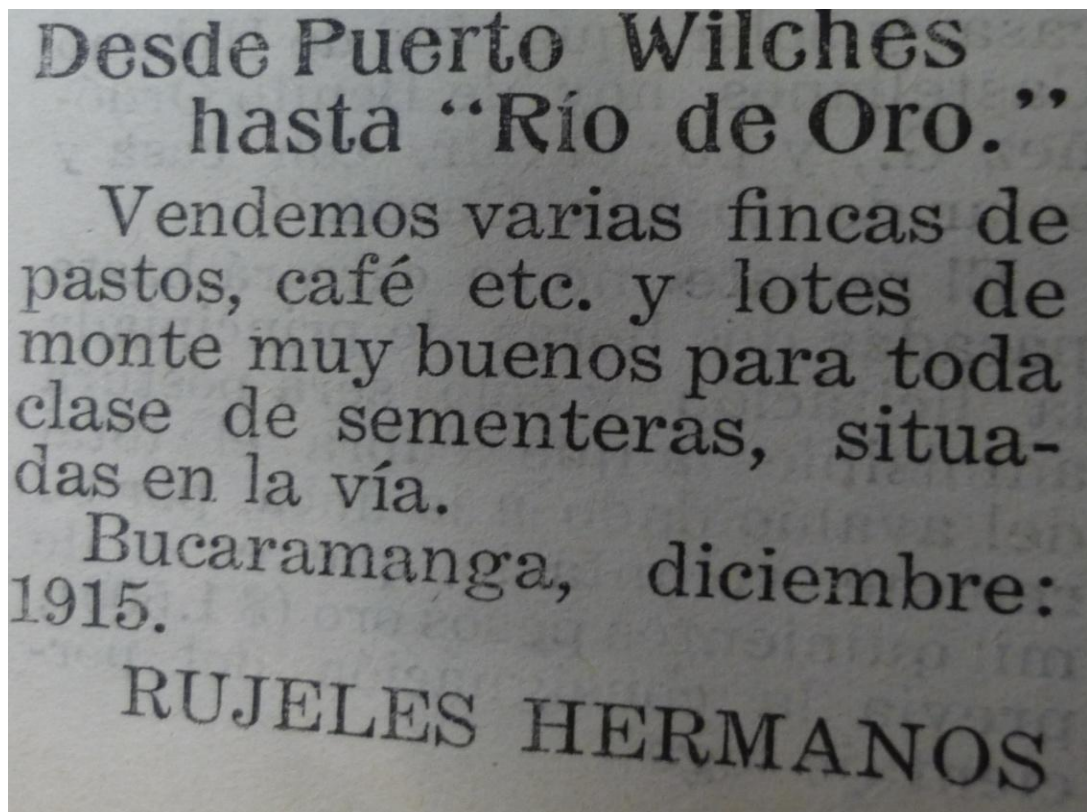 Desde Puerto Wilches
hasta "Río de Oro."
Vendemos varias fincas de
pastos, café etc. y lotes de
monte muy buenos para toda
clase de sementeras, situa-
das en la vía.
Bucaramanga, diciembre:
1915.
RUJELES HERMANOS